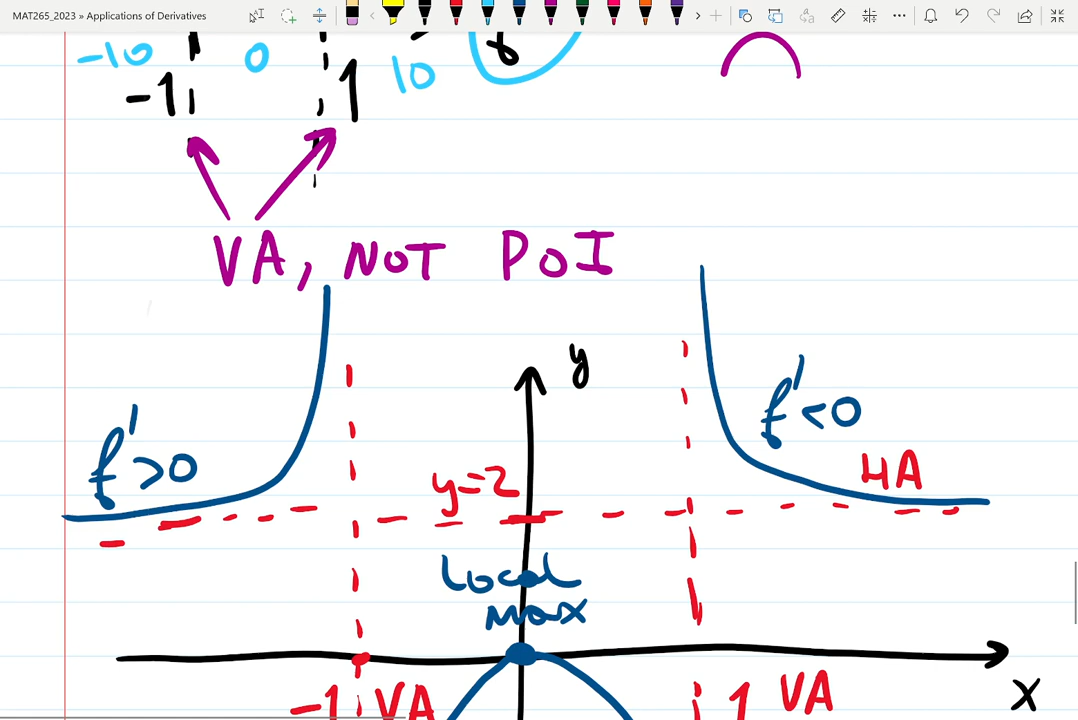 MAT265_2023 » Applications of Derivatives
-10 0 10
-1 1
VA, NOT POI
y
f' > 0
f' < 0
y=2
HA
Local
max
x
-1 VA
1 VA